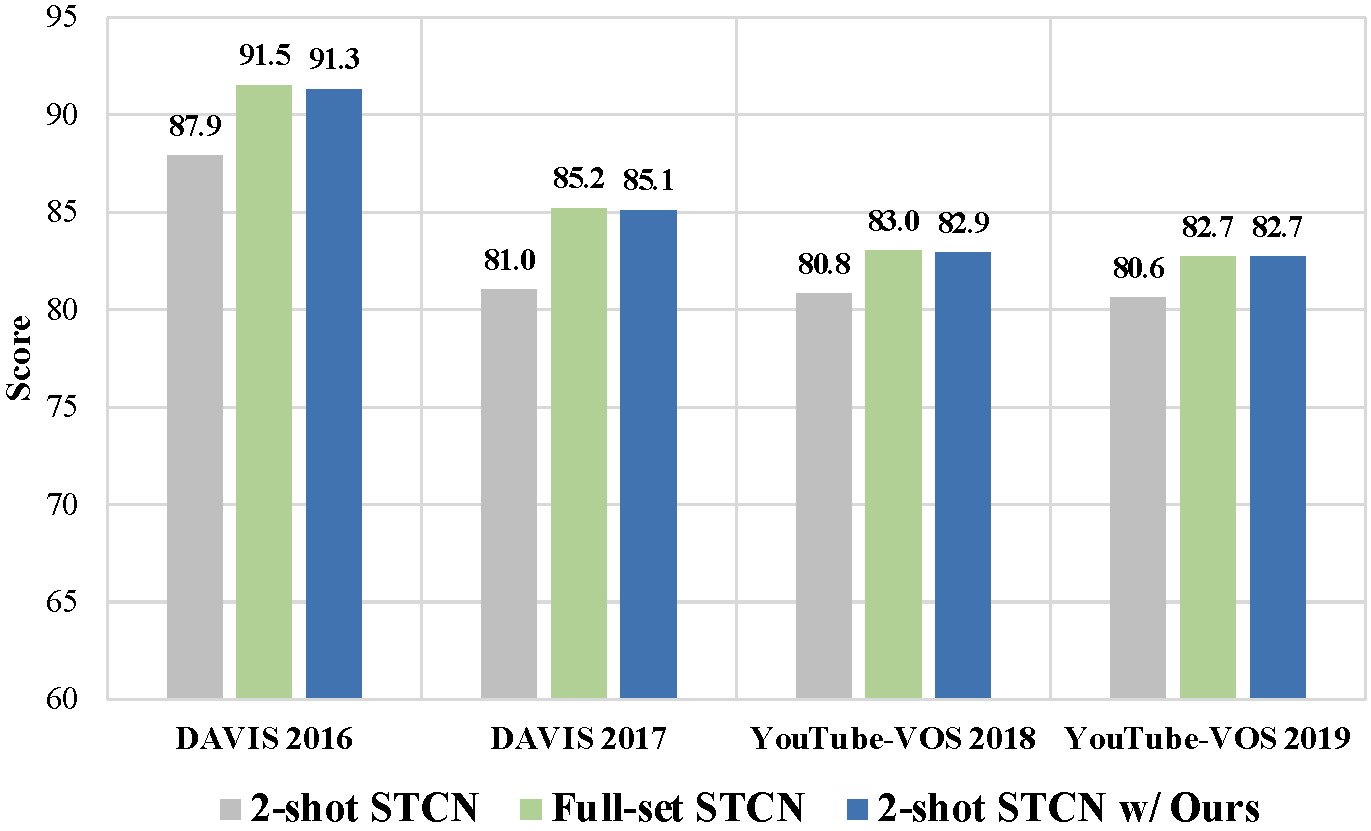 95
91.5
91.3
90
87.9
85.2
85.1
85
83.0
82.9
82.7
82.7
81.0
80.8
80.6
80
Score
75
70
65
60
DAVIS 2016
DAVIS 2017
YouTube-VOS 2018
YouTube-VOS 2019
2-shot STCN
Full-set STCN
2-shot STCN w/ Ours